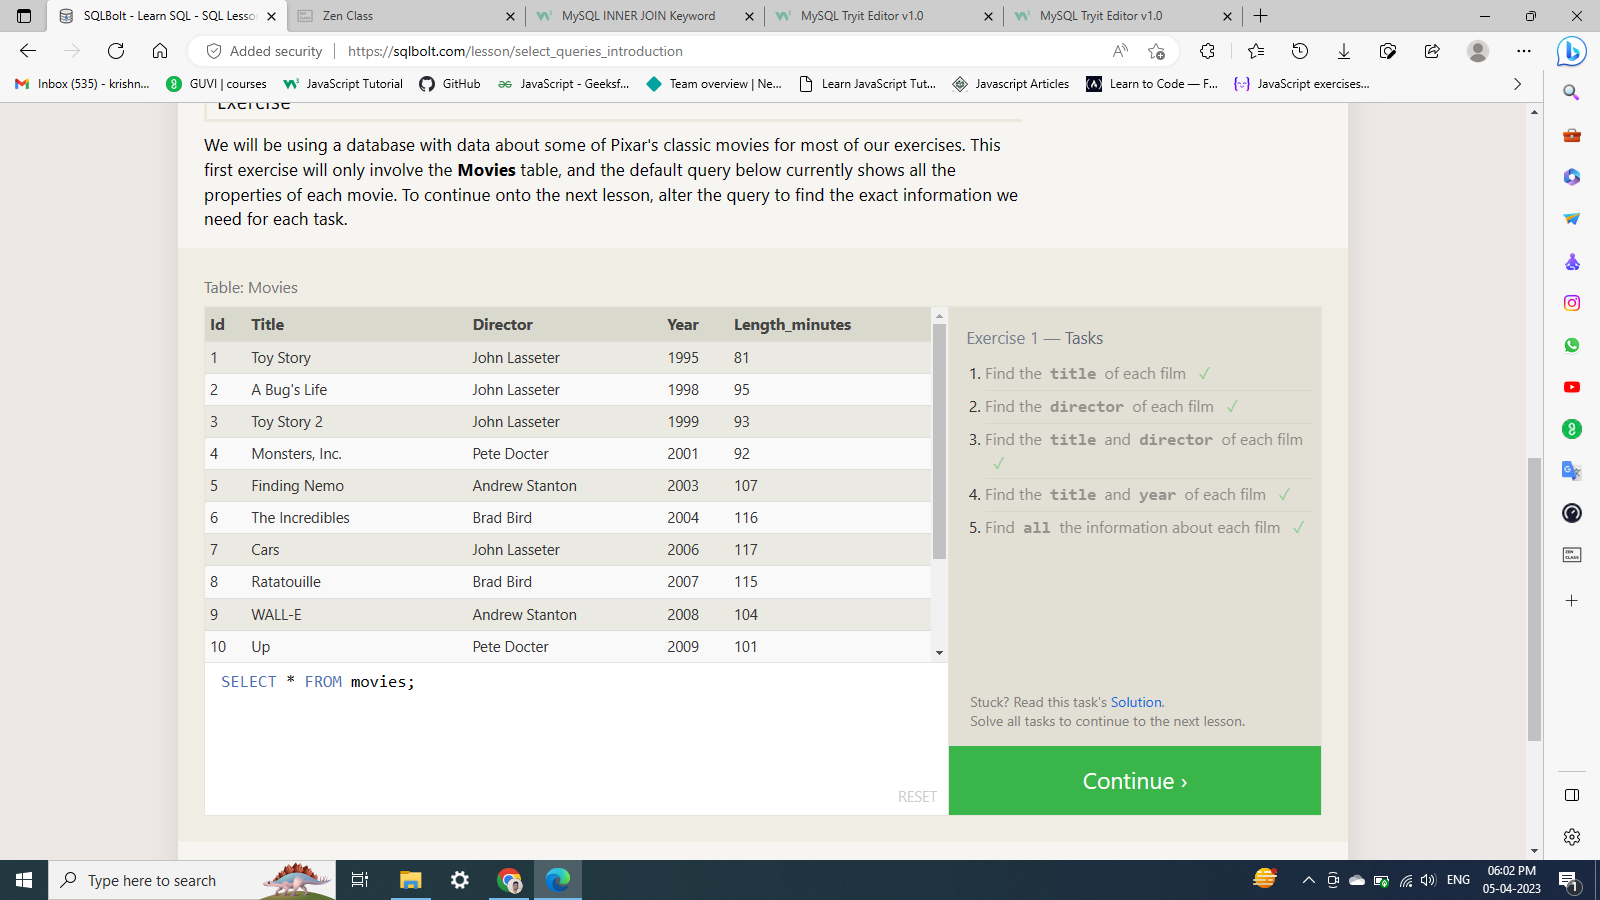 SQLBolt - Learn SQL - SQL Lesso
Zen Class
MySQL INNER JOIN Keyword
MySQL Tryit Editor v1.0
MySQL Tryit Editor v1.0
Added security
https://sqlbolt.com/lesson/select_queries_introduction
Inbox (535) - krishn...
GUVI | courses
JavaScript Tutorial
GitHub
JavaScript - Geeksf...
Team overview | Ne...
Learn JavaScript Tut...
Javascript Articles
Learn to Code — F...
JavaScript exercises...
Exercise
We will be using a database with data about some of Pixar's classic movies for most of our exercises. This
first exercise will only involve the Movies table, and the default query below currently shows all the
properties of each movie. To continue onto the next lesson, alter the query to find the exact information we
need for each task.
Table: Movies
Id Title Director Year Length_minutes
1 Toy Story John Lasseter 1995 81
2 A Bug's Life John Lasseter 1998 95
3 Toy Story 2 John Lasseter 1999 93
4 Monsters, Inc. Pete Docter 2001 92
5 Finding Nemo Andrew Stanton 2003 107
6 The Incredibles Brad Bird 2004 116
7 Cars John Lasseter 2006 117
8 Ratatouille Brad Bird 2007 115
9 WALL-E Andrew Stanton 2008 104
10 Up Pete Docter 2009 101
SELECT * FROM movies;
RESET
Exercise 1 — Tasks
1. Find the title of each film ✓
2. Find the director of each film ✓
3. Find the title and director of each film
✓
4. Find the title and year of each film ✓
5. Find all the information about each film ✓
Stuck? Read this task's Solution.
Solve all tasks to continue to the next lesson.
Continue ›
Type here to search
ENG
06:02 PM
05-04-2023
1